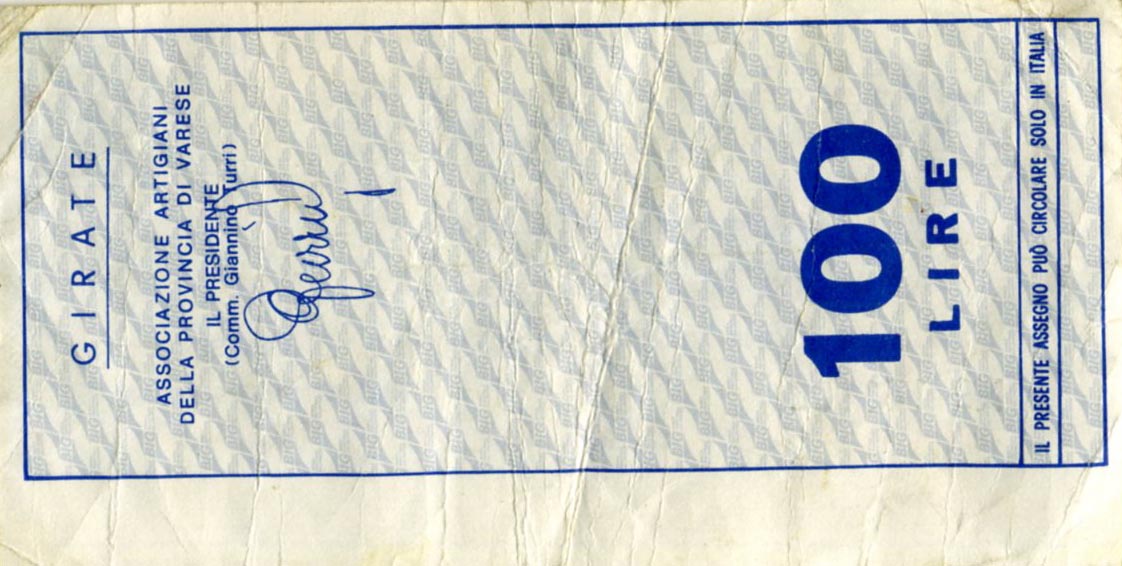 GIRATE
ASSOCIAZIONE ARTIGIANI
DELLA PROVINCIA DI VARESE
IL PRESIDENTE
(Comm. Giannino Turri)
100
LIRE
IL PRESENTE ASSEGNO PUÒ CIRCOLARE SOLO IN ITALIA